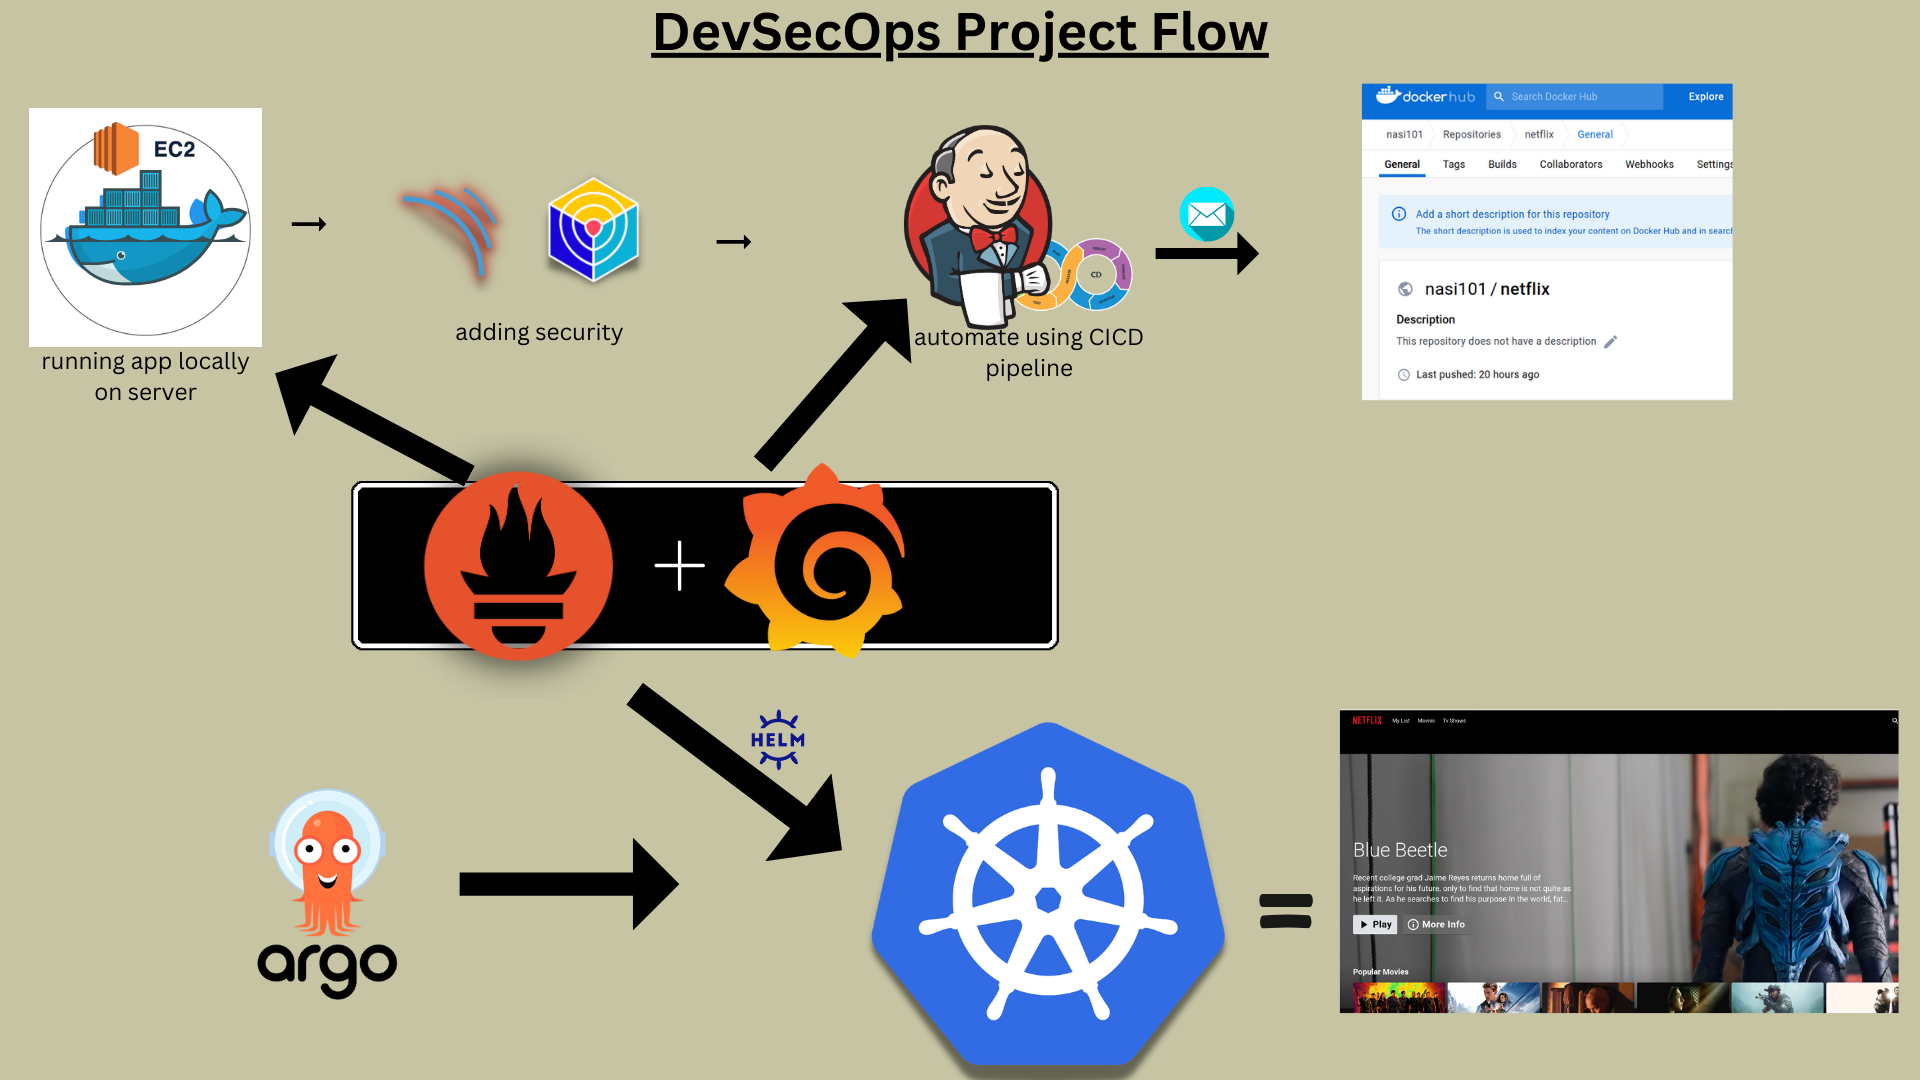 DevSecOps Project Flow
EC2
running app locally
on server
adding security
CD
automate using CICD
pipeline
docker hub
Search Docker Hub
Explore
nasi101 Repositories netflix General
General Tags Builds Collaborators Webhooks Settings
Add a short description for this repository
The short description is used to index your content on Docker Hub and in search
nasi101 / netflix
Description
This repository does not have a description
Last pushed: 20 hours ago
HELM
argo
NETFLIX My List Movies Tv Shows
Blue Beetle
Recent college grad Jaime Reyes returns home full of
aspirations for his future, only to find that home is not quite as
he left it. As he searches to find his purpose in the world, fat...
Play More Info
Popular Movies